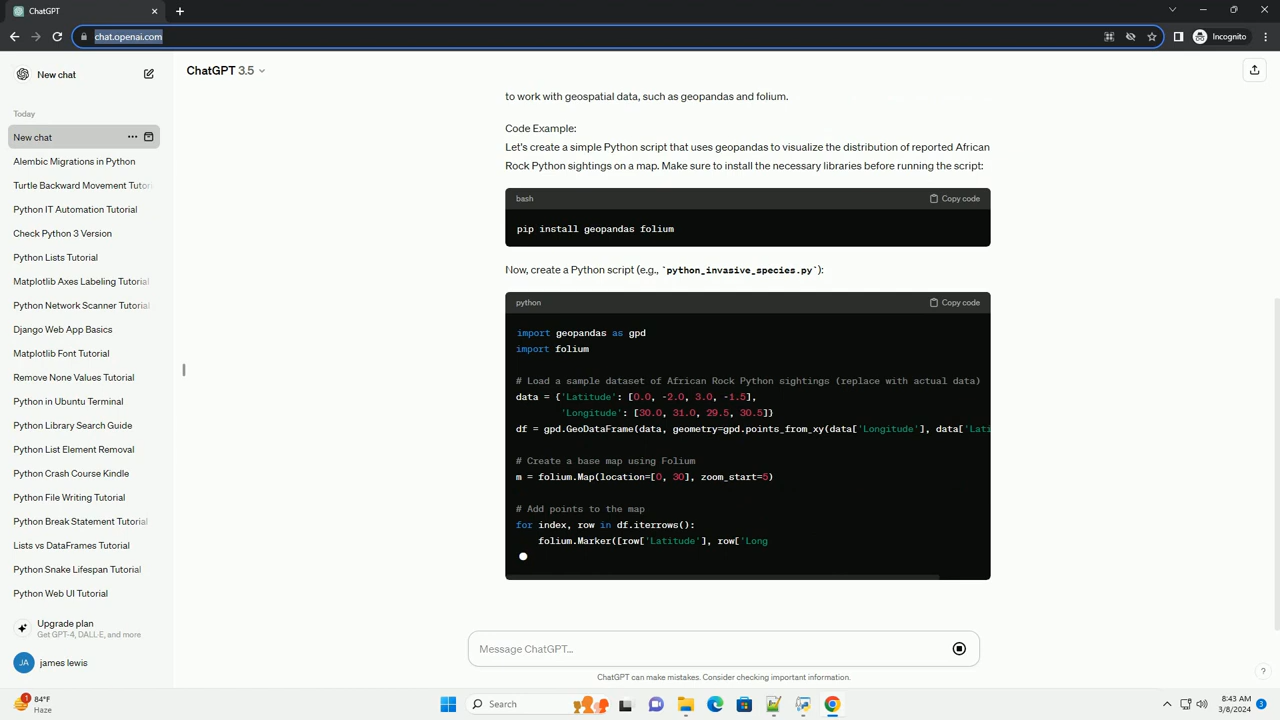 ChatGPT
chat.openai.com
Incognito
New chat
ChatGPT 3.5
Today
New chat
Alembic Migrations in Python
Turtle Backward Movement Tutori
Python IT Automation Tutorial
Check Python 3 Version
Python Lists Tutorial
Matplotlib Axes Labeling Tutorial
Python Network Scanner Tutorial
Django Web App Basics
Matplotlib Font Tutorial
Remove None Values Tutorial
Python in Ubuntu Terminal
Python Library Search Guide
Python List Element Removal
Python Crash Course Kindle
Python File Writing Tutorial
Python Break Statement Tutorial
Lists vs DataFrames Tutorial
Python Snake Lifespan Tutorial
Python Web UI Tutorial
Upgrade plan
Get GPT-4, DALL·E, and more
JA james lewis
to work with geospatial data, such as geopandas and folium.
Code Example:
Let's create a simple Python script that uses geopandas to visualize the distribution of reported African
Rock Python sightings on a map. Make sure to install the necessary libraries before running the script:
bash Copy code
pip install geopandas folium
Now, create a Python script (e.g., `python_invasive_species.py`):
python Copy code
import geopandas as gpd
import folium
# Load a sample dataset of African Rock Python sightings (replace with actual data)
data = {'Latitude': [0.0, -2.0, 3.0, -1.5],
'Longitude': [30.0, 31.0, 29.5, 30.5]}
df = gpd.GeoDataFrame(data, geometry=gpd.points_from_xy(data['Longitude'], data['Lati
# Create a base map using Folium
m = folium.Map(location=[0, 30], zoom_start=5)
# Add points to the map
for index, row in df.iterrows():
folium.Marker([row['Latitude'], row['Long
Message ChatGPT...
ChatGPT can make mistakes. Consider checking important information.
?
84°F
Haze
Search
8:43 AM
3/8/2024
3